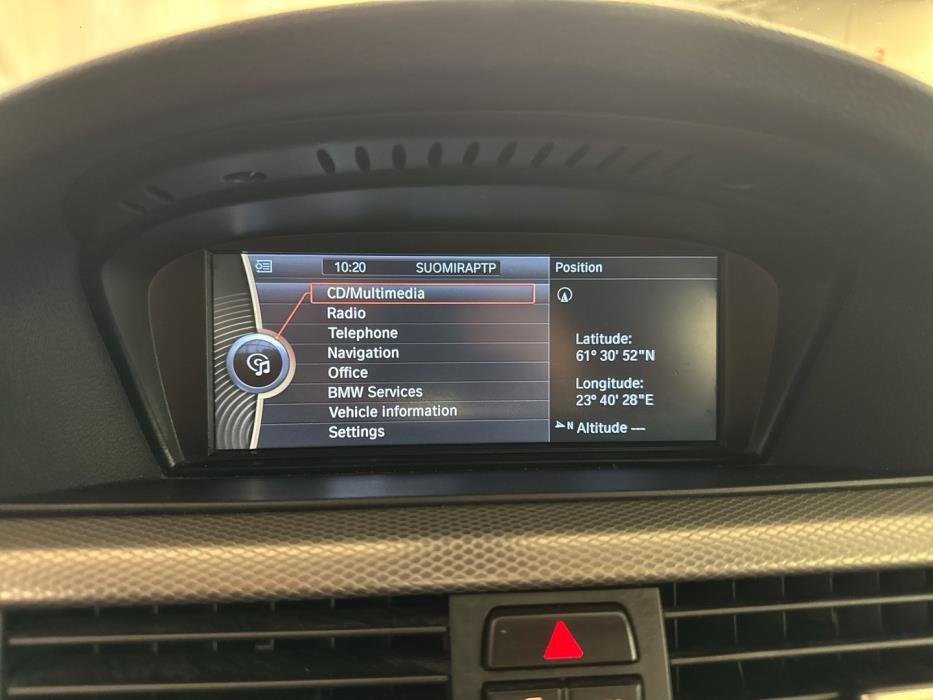 10:20 SUOMIRAPTP
CD/Multimedia
Radio
Telephone
Navigation
Office
BMW Services
Vehicle information
Settings
Position
Latitude:
61° 30' 52"N
Longitude:
23° 40' 28"E
N Altitude ---